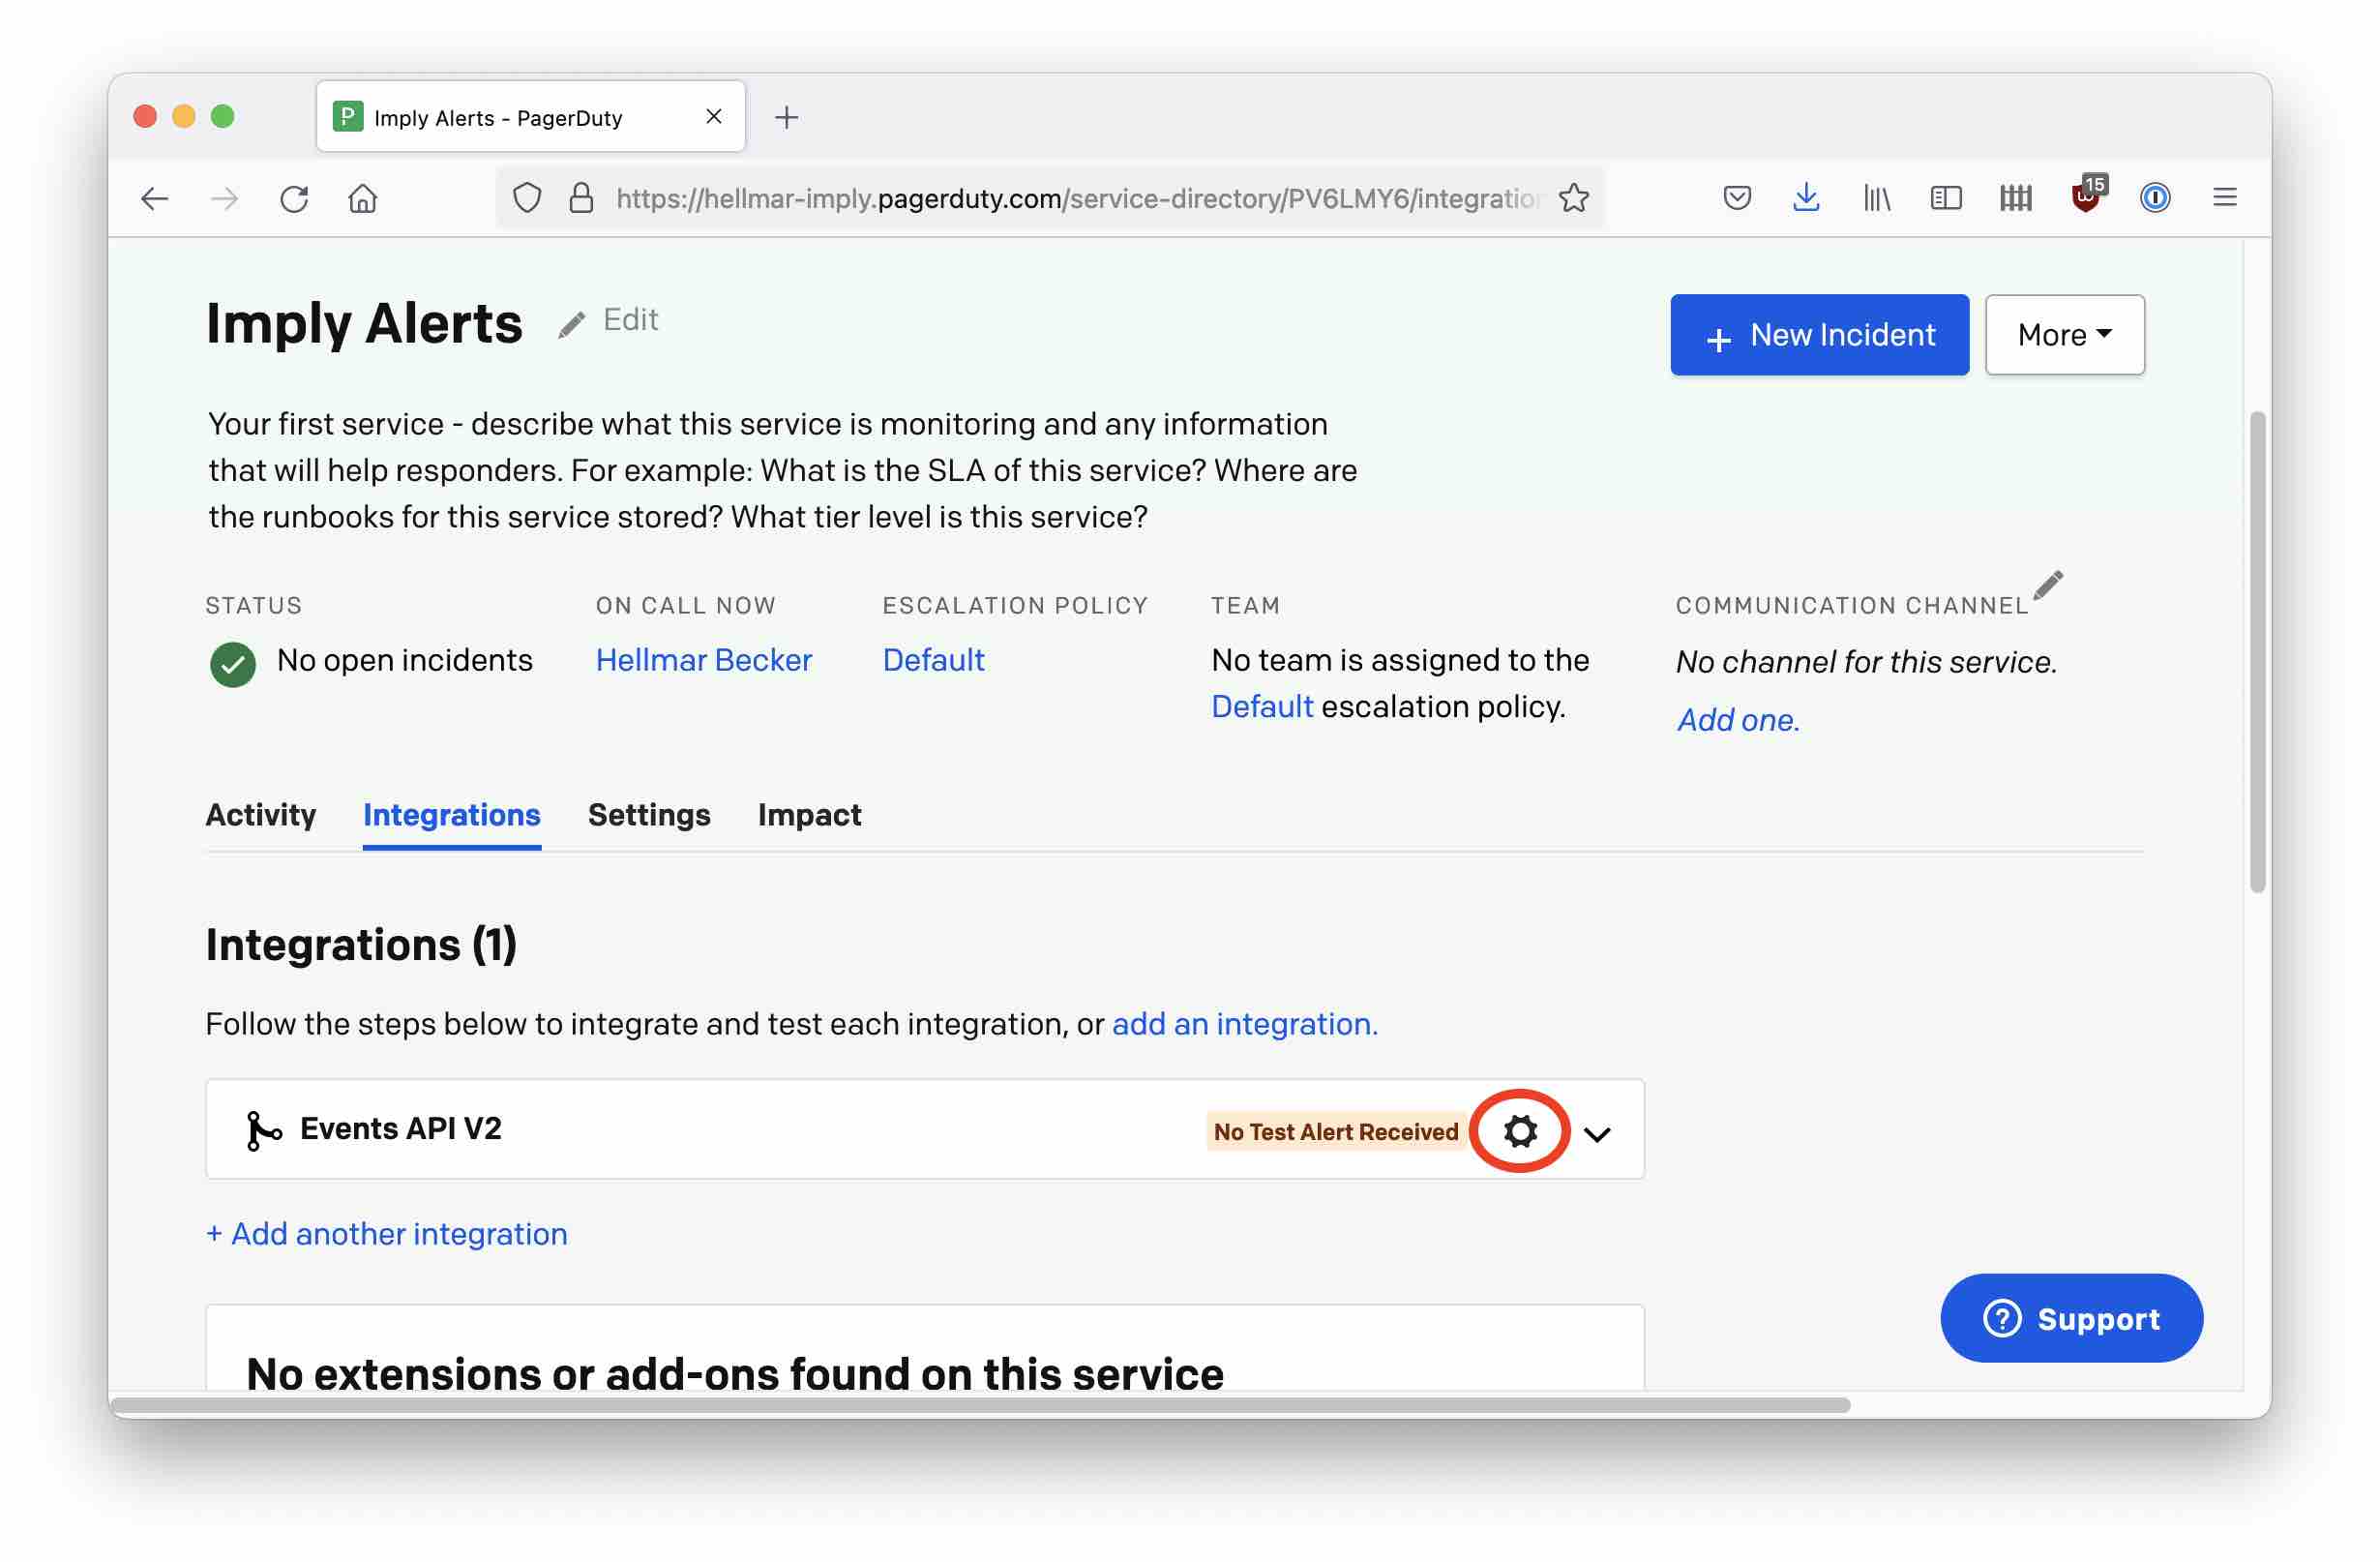 Imply Alerts - PagerDuty
https://hellmar-imply.pagerduty.com/service-directory/PV6LMY6/integration
15
Imply Alerts
Edit
+ New Incident
More
Your first service - describe what this service is monitoring and any information
that will help responders. For example: What is the SLA of this service? Where are
the runbooks for this service stored? What tier level is this service?
STATUS
No open incidents
ON CALL NOW
Hellmar Becker
ESCALATION POLICY
Default
TEAM
No team is assigned to the
Default escalation policy.
COMMUNICATION CHANNEL
No channel for this service.
Add one.
Activity
Integrations
Settings
Impact
Integrations (1)
Follow the steps below to integrate and test each integration, or add an integration.
Events API V2
No Test Alert Received
+ Add another integration
Support
No extensions or add-ons found on this service